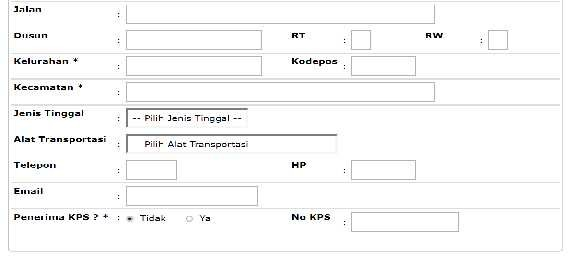 Jalan :
Dusun : RT : RW :
Kelurahan * : Kodepos :
Kecamatan * :
Jenis Tinggal : -- Pilih Jenis Tinggal --
Alat Transportasi : Pilih Alat Transportasi
Telepon : HP :
Email :
Penerima KPS ? * : Tidak Ya No KPS :